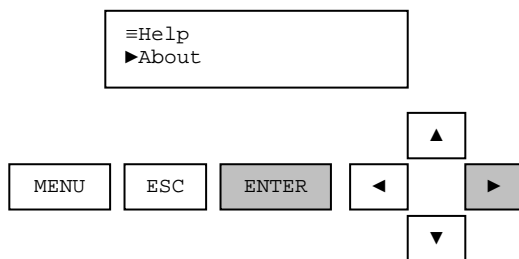 ≡Help
►About
▲
MENU ESC ENTER ◄ ►
▼